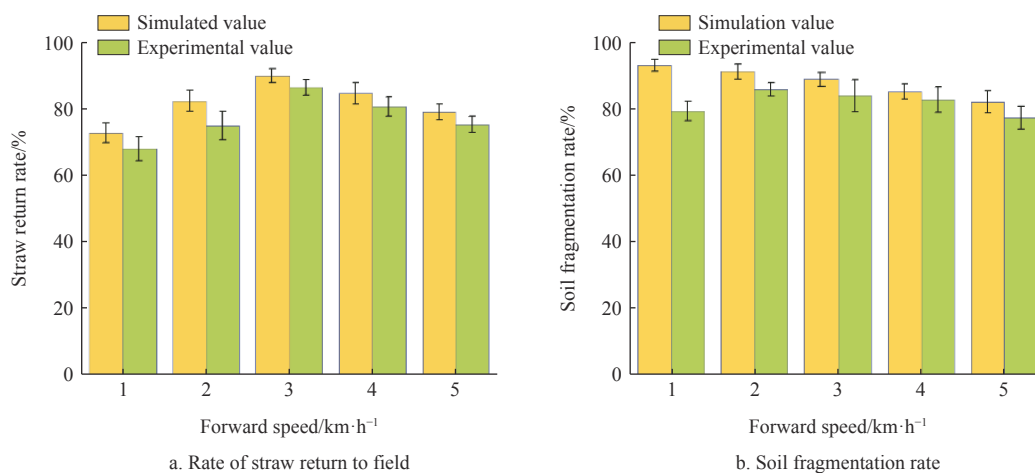 Simulated value
Experimental value
100
80
60
40
20
0
Straw return rate/%
1 2 3 4 5
Forward speed/km·h⁻¹
a. Rate of straw return to field
Simulation value
Experimental value
100
80
60
40
20
0
Soil fragmentation rate/%
1 2 3 4 5
Forward speed/km·h⁻¹
b. Soil fragmentation rate